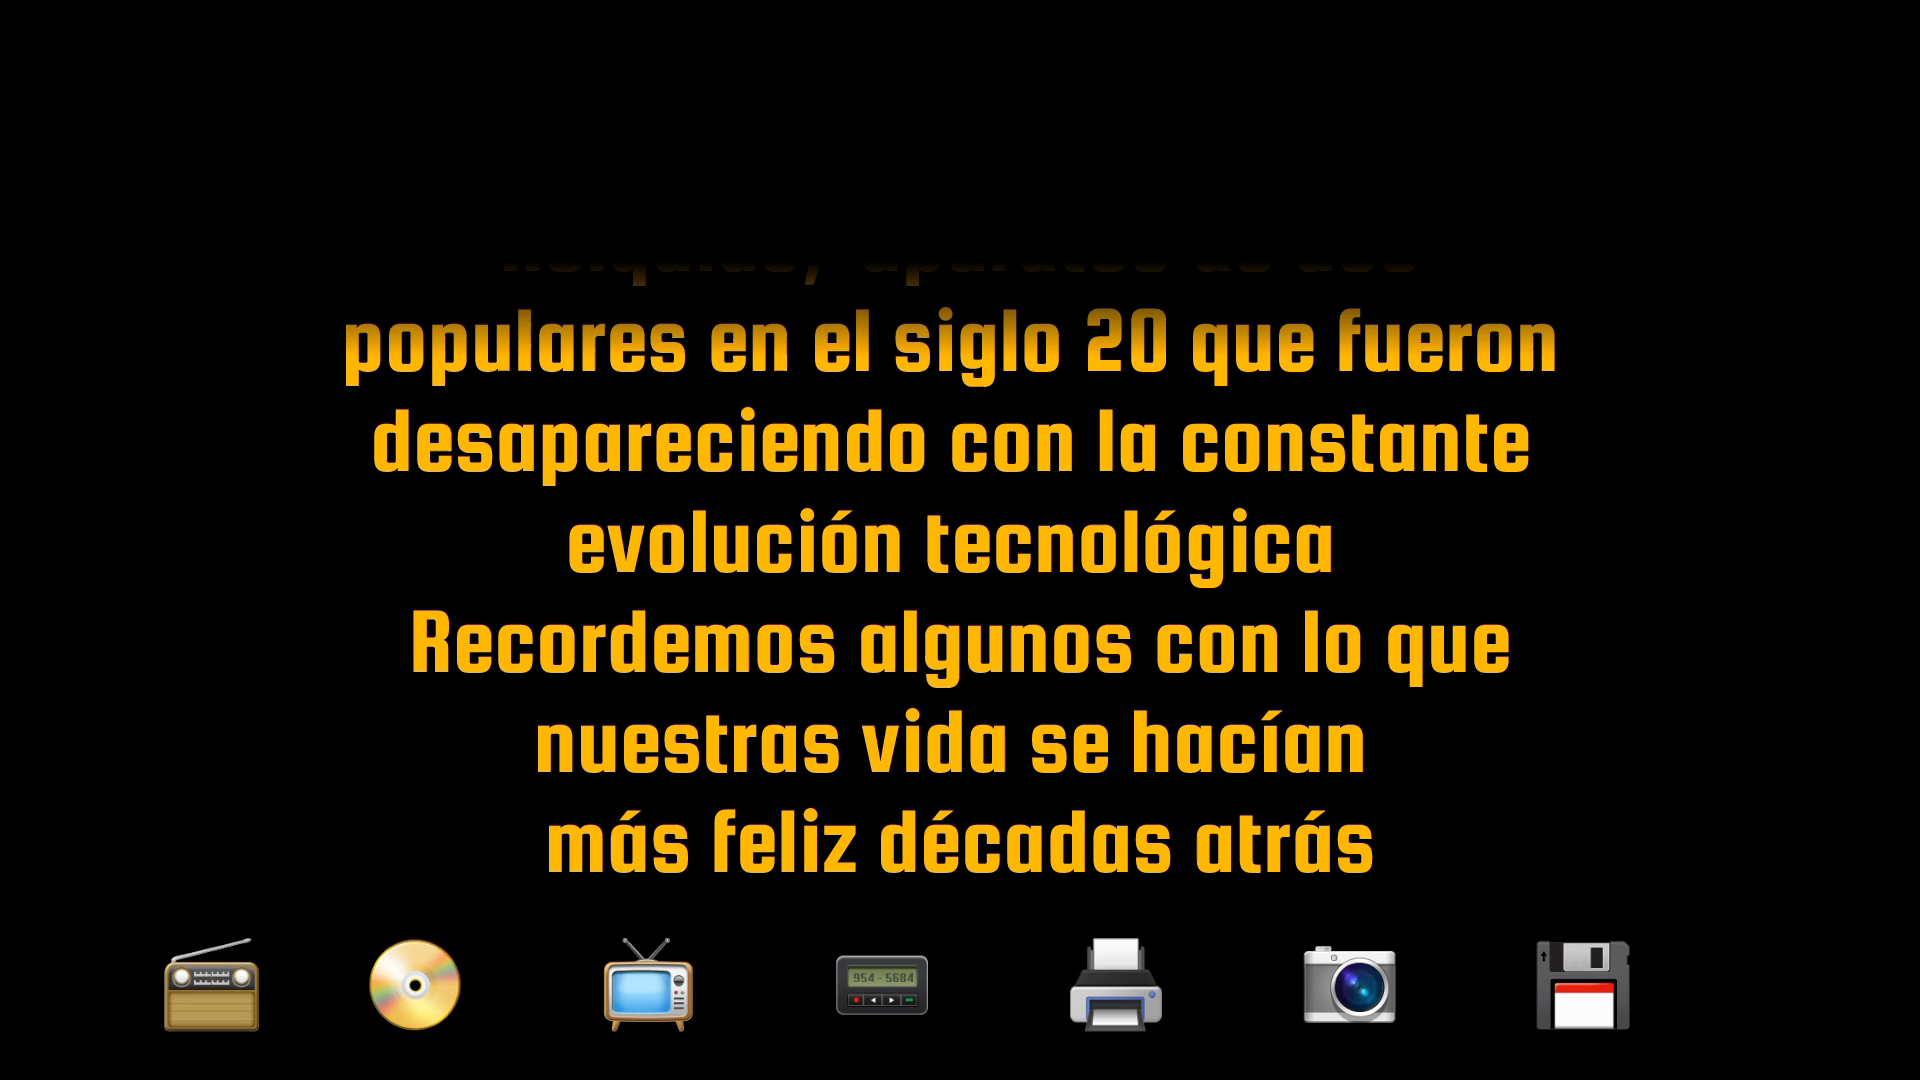 populares en el siglo 20 que fueron
desapareciendo con la constante
evolución tecnológica
Recordemos algunos con lo que
nuestras vida se hacían
más feliz décadas atrás
954-5684